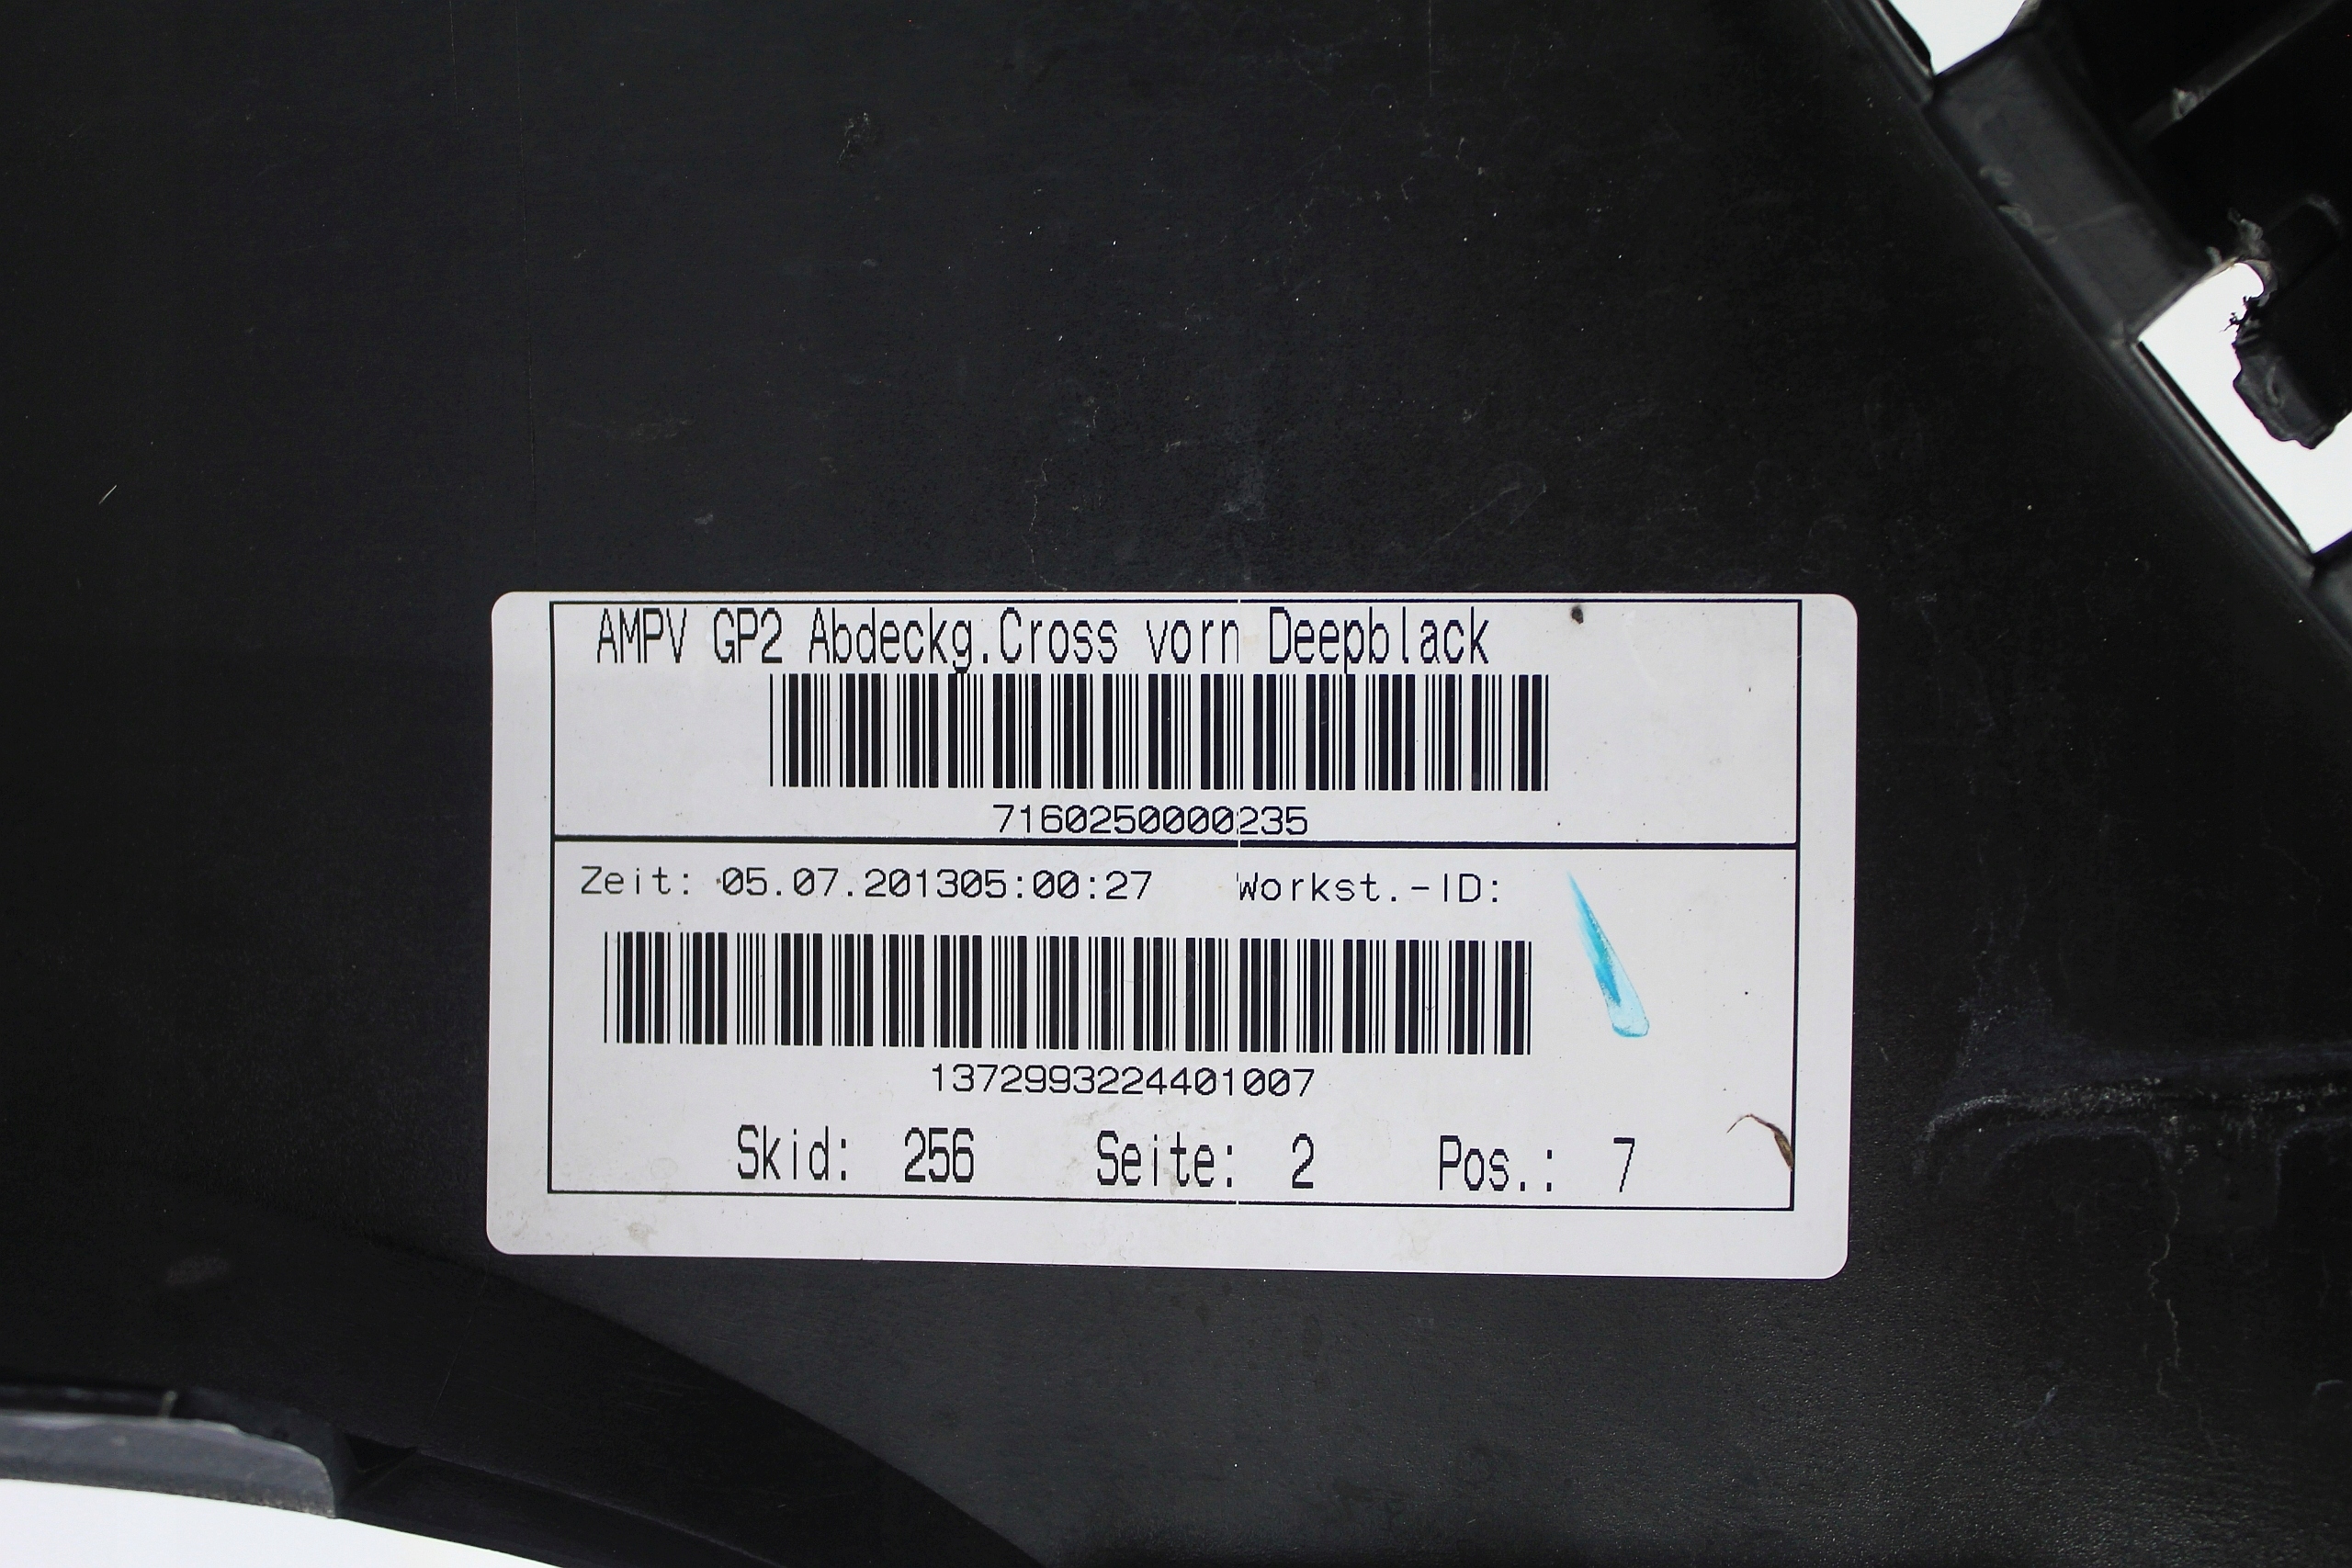 AMPV GP2 Abdeckg.Cross vorn Deepblack
7160250000235
Zeit: 05.07.201305:00:27 Workst.-ID:
1372993224401007
Skid: 256 Seite: 2 Pos.: 7